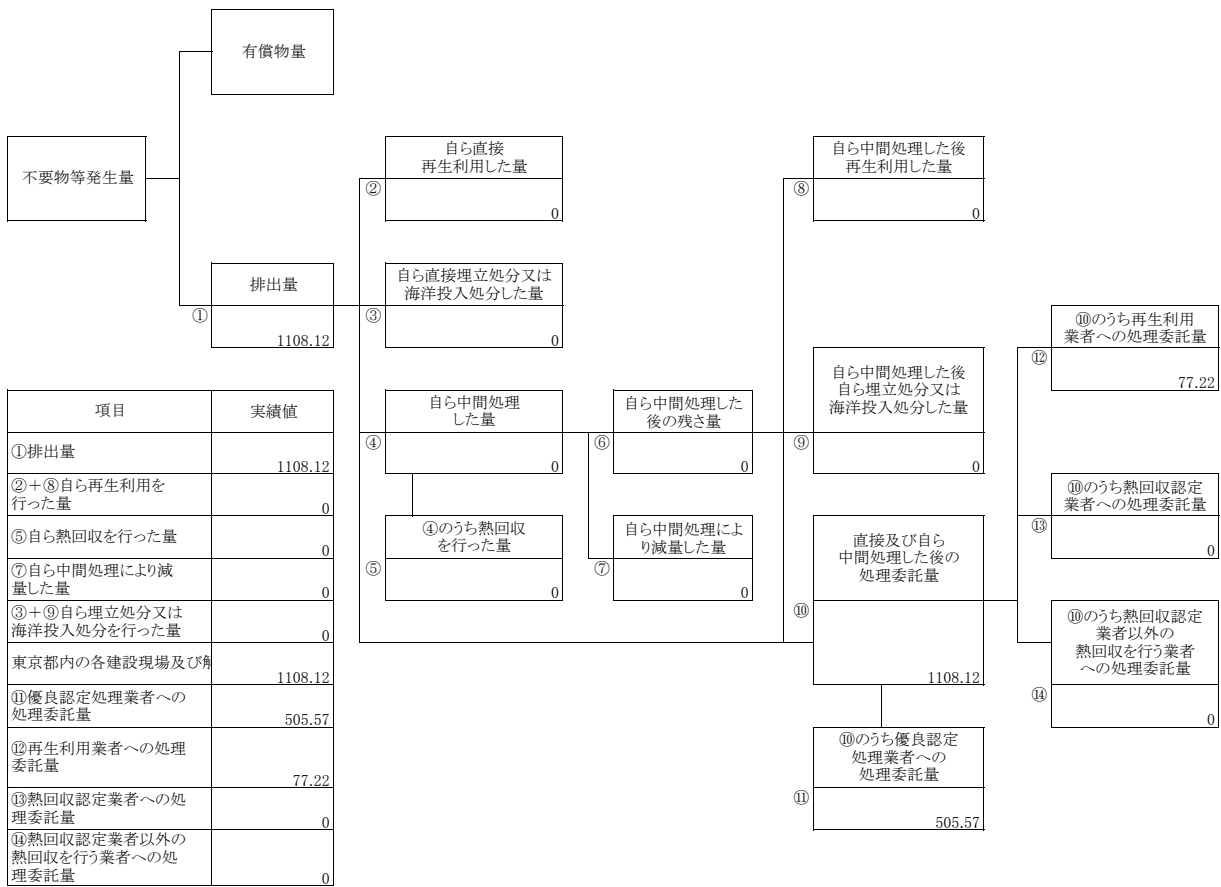 有償物量
不要物等発生量
排出量
①
1108.12
自ら直接
再生利用した量
②
0
自ら直接埋立処分又は
海洋投入処分した量
③
0
自ら中間処理
した量
④
0
④のうち熱回収
を行った量
⑤
0
自ら中間処理した
後の残さ量
⑥
0
自ら中間処理によ
り減量した量
⑦
0
自ら中間処理した後
再生利用した量
⑧
0
自ら中間処理した後
自ら埋立処分又は
海洋投入処分した量
⑨
0
直接及び自ら
中間処理した後の
処理委託量
⑩
1108.12
⑩のうち優良認定
処理業者への
処理委託量
⑪
505.57
⑩のうち再生利用
業者への処理委託量
⑫
77.22
⑩のうち熱回収認定
業者への処理委託量
⑬
0
⑩のうち熱回収認定
業者以外の
熱回収を行う業者
への処理委託量
⑭
0
項目 実績値
①排出量
1108.12
②+⑧自ら再生利用を
行った量
0
⑤自ら熱回収を行った量
0
⑦自ら中間処理により減
量した量
0
③+⑨自ら埋立処分又は
海洋投入処分を行った量
0
東京都内の各建設現場及び解
1108.12
⑪優良認定処理業者への
処理委託量
505.57
⑫再生利用業者への処理
委託量
77.22
⑬熱回収認定業者への処
理委託量
0
⑭熱回収認定業者以外の
熱回収を行う業者への処
理委託量
0